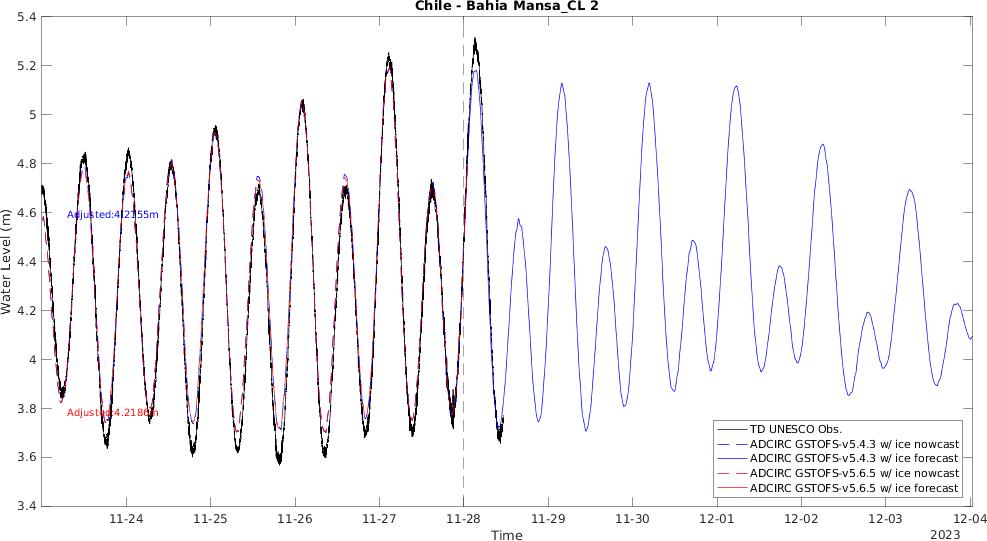 Chile - Bahia Mansa_CL 2
5.4
5.2
5
4.8
4.6
4.4
4.2
4
3.8
3.6
3.4
Water Level (m)
Adjusted:4.2155m
Adjusted:4.2186m
TD UNESCO Obs.
ADCIRC GSTOFS-v5.4.3 w/ ice nowcast
ADCIRC GSTOFS-v5.4.3 w/ ice forecast
ADCIRC GSTOFS-v5.6.5 w/ ice nowcast
ADCIRC GSTOFS-v5.6.5 w/ ice forecast
11-24 11-25 11-26 11-27 11-28 11-29 11-30 12-01 12-02 12-03 12-04
Time
2023